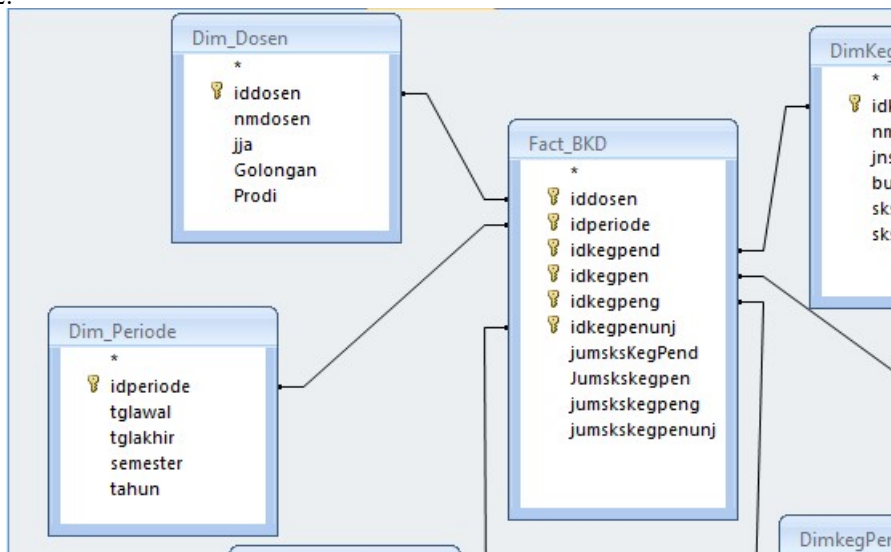 Dim_Dosen
*
iddosen
nmdosen
jja
Golongan
Prodi
Fact_BKD
*
iddosen
idperiode
idkegpend
idkegpen
idkegpeng
idkegpenunj
jumsksKegPend
Jumskskegpen
jumskskegpeng
jumskskegpenunj
Dim_Periode
*
idperiode
tglawal
tglakhir
semester
tahun
*